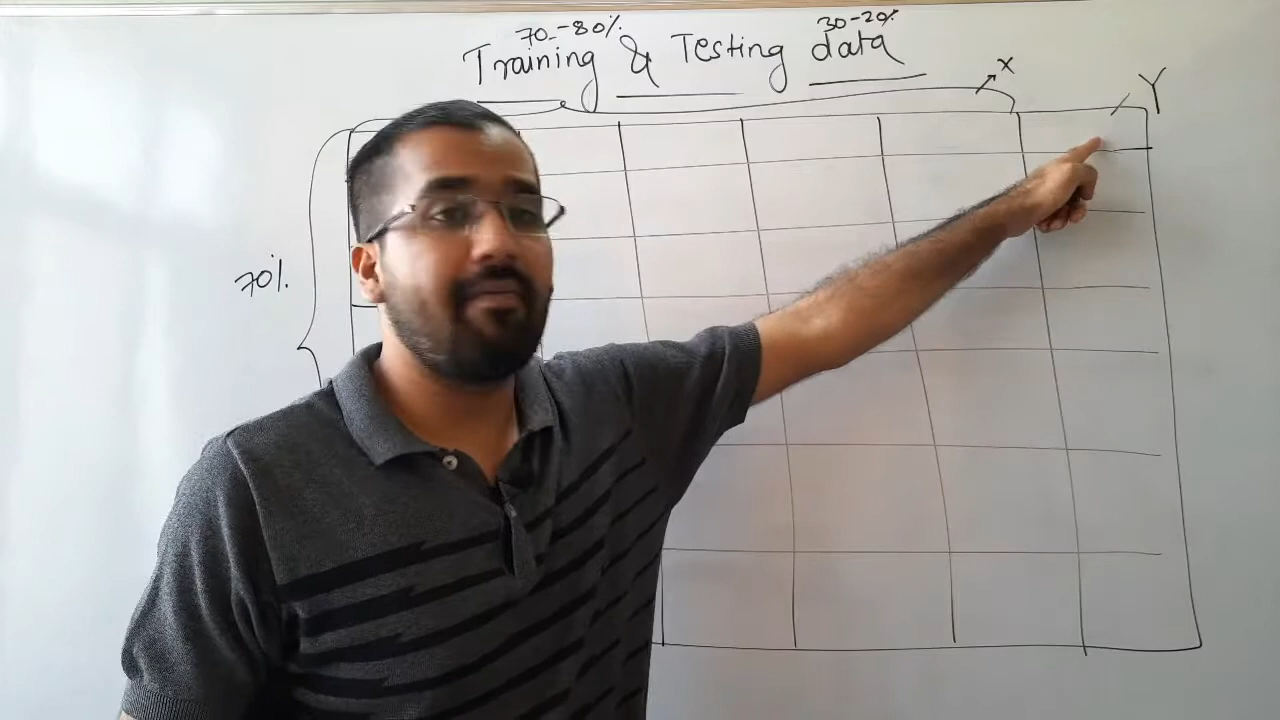 70-80% 30-20%
Training & Testing data
X
Y
70%